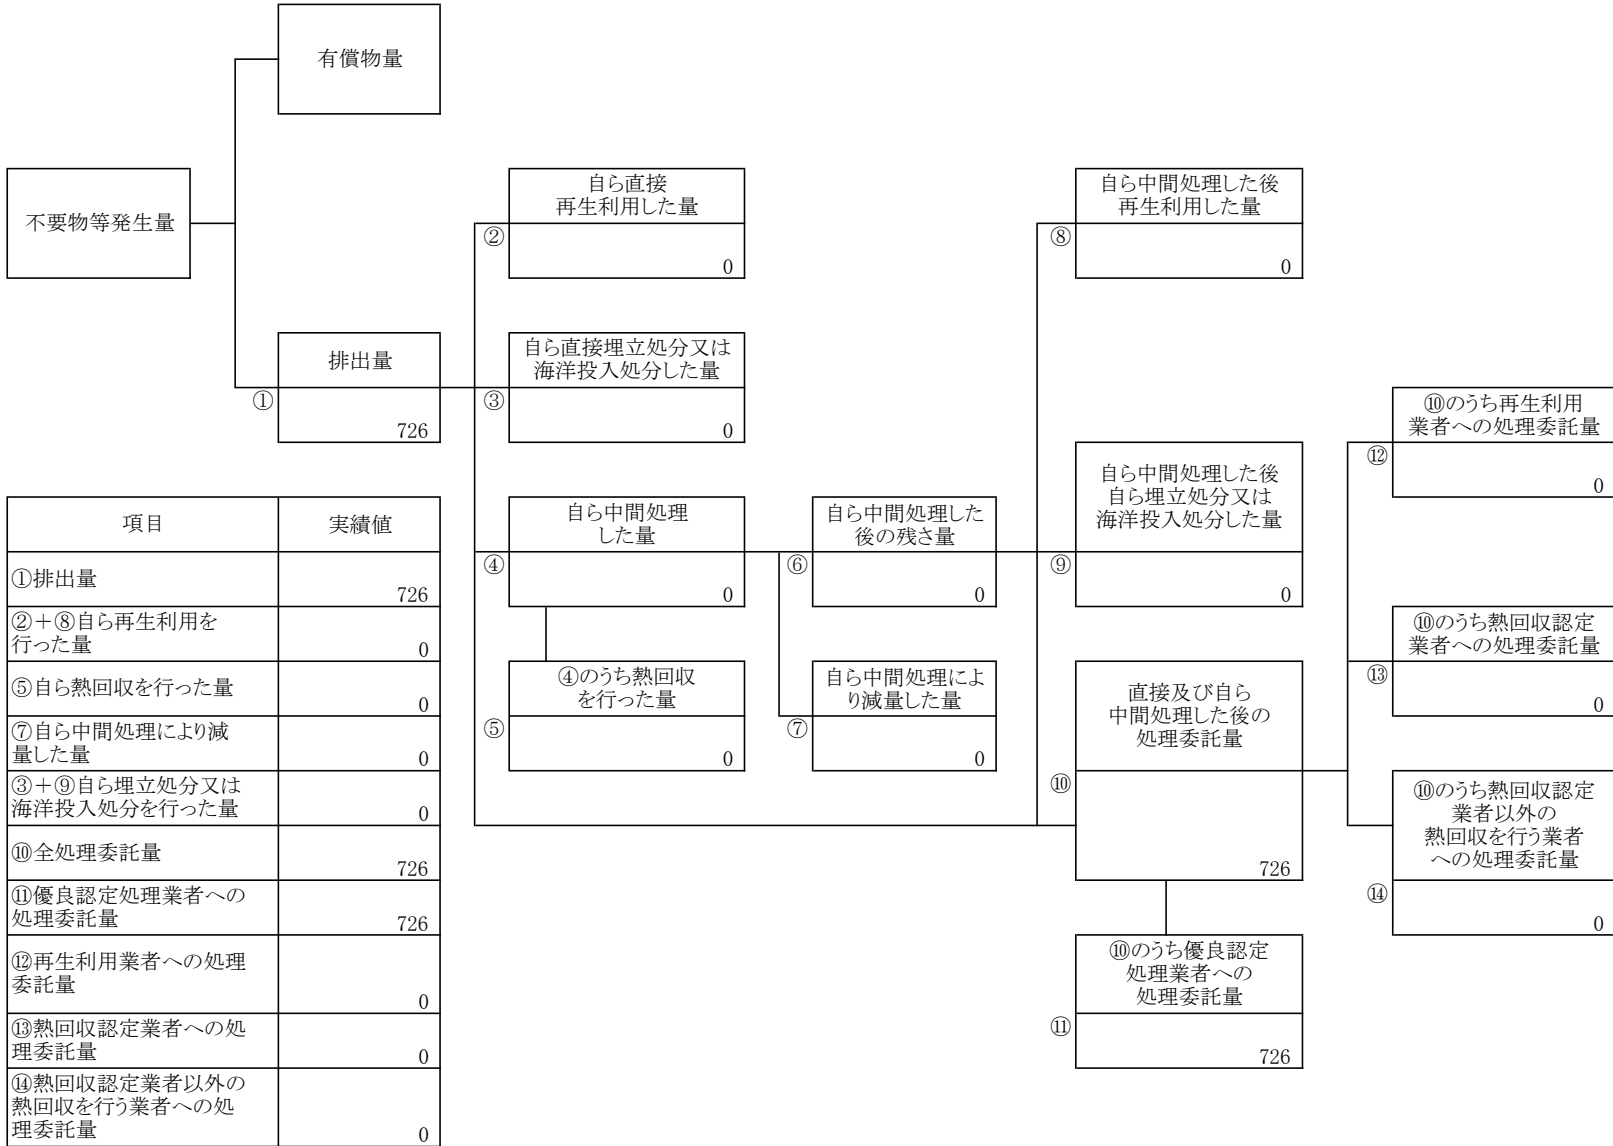 有償物量
不要物等発生量
自ら直接
再生利用した量
②
0
自ら中間処理した後
再生利用した量
⑧
0
排出量
①
726
自ら直接埋立処分又は
海洋投入処分した量
③
0
⑩のうち再生利用
業者への処理委託量
⑫
0
自ら中間処理
した量
④
0
自ら中間処理した
後の残さ量
⑥
0
自ら中間処理した後
自ら埋立処分又は
海洋投入処分した量
⑨
0
⑩のうち熱回収認定
業者への処理委託量
⑬
0
④のうち熱回収
を行った量
⑤
0
自ら中間処理によ
り減量した量
⑦
0
直接及び自ら
中間処理した後の
処理委託量
⑩
726
⑩のうち熱回収認定
業者以外の
熱回収を行う業者
への処理委託量
⑭
0
⑩のうち優良認定
処理業者への
処理委託量
⑪
726
項目 実績値
①排出量
726
②+⑧自ら再生利用を
行った量 0
⑤自ら熱回収を行った量
0
⑦自ら中間処理により減
量した量 0
③+⑨自ら埋立処分又は
海洋投入処分を行った量 0
⑩全処理委託量
726
⑪優良認定処理業者への
処理委託量 726
⑫再生利用業者への処理
委託量
0
⑬熱回収認定業者への処
理委託量 0
⑭熱回収認定業者以外の
熱回収を行う業者への処
理委託量 0